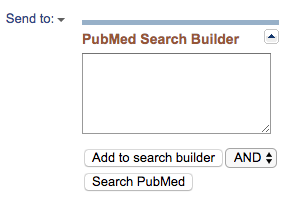 Send to:
PubMed Search Builder
Add to search builder AND
Search PubMed